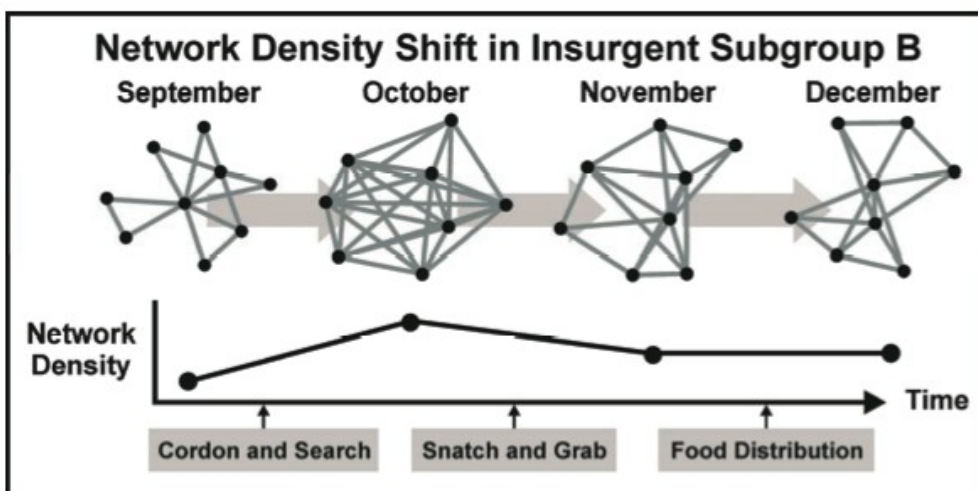 Network Density Shift in Insurgent Subgroup B
September October November December
Network
Density
Time
Cordon and Search Snatch and Grab Food Distribution